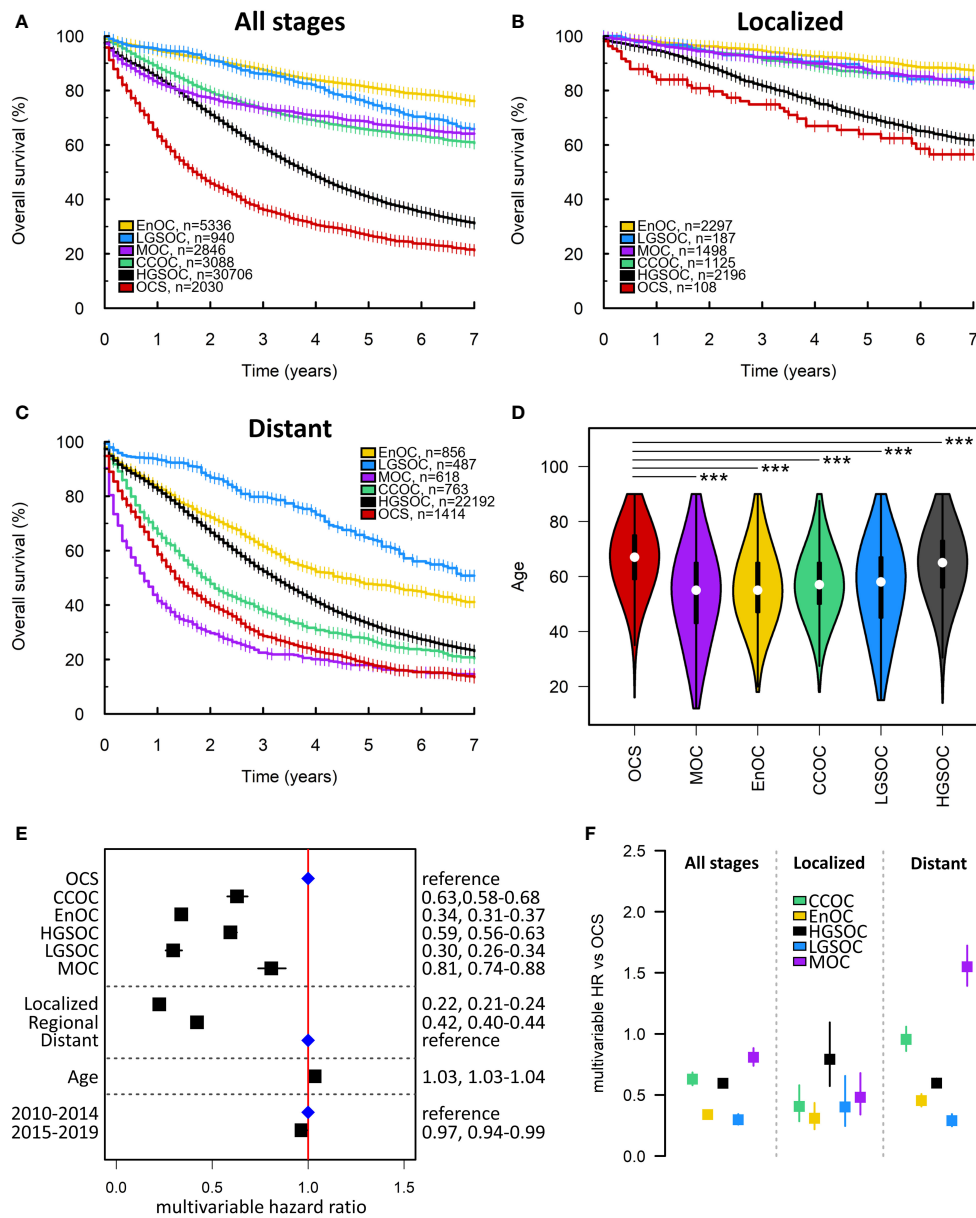 A
All stages
Overall survival (%)
100
80
60
40
20
0
EnOC, n=5336
LGSOC, n=940
MOC, n=2846
CCOC, n=3088
HGSOC, n=30706
OCS, n=2030
0 1 2 3 4 5 6 7
Time (years)
B
Localized
Overall survival (%)
100
80
60
40
20
0
EnOC, n=2297
LGSOC, n=187
MOC, n=1498
CCOC, n=1125
HGSOC, n=2196
OCS, n=108
0 1 2 3 4 5 6 7
Time (years)
C
Distant
Overall survival (%)
100
80
60
40
20
0
EnOC, n=856
LGSOC, n=487
MOC, n=618
CCOC, n=763
HGSOC, n=22192
OCS, n=1414
0 1 2 3 4 5 6 7
Time (years)
D
Age
100
80
60
40
20
***
***
***
***
***
OCS
MOC
EnOC
CCOC
LGSOC
HGSOC
E
OCS reference
CCOC 0.63,0.58-0.68
EnOC 0.34, 0.31-0.37
HGSOC 0.59, 0.56-0.63
LGSOC 0.30, 0.26-0.34
MOC 0.81, 0.74-0.88
Localized 0.22, 0.21-0.24
Regional 0.42, 0.40-0.44
Distant reference
Age 1.03, 1.03-1.04
2010-2014 reference
2015-2019 0.97, 0.94-0.99
0.0 0.5 1.0 1.5
multivariable hazard ratio
F
multivariable HR vs OCS
2.5
2.0
1.5
1.0
0.5
0.0
All stages Localized Distant
CCOC
EnOC
HGSOC
LGSOC
MOC